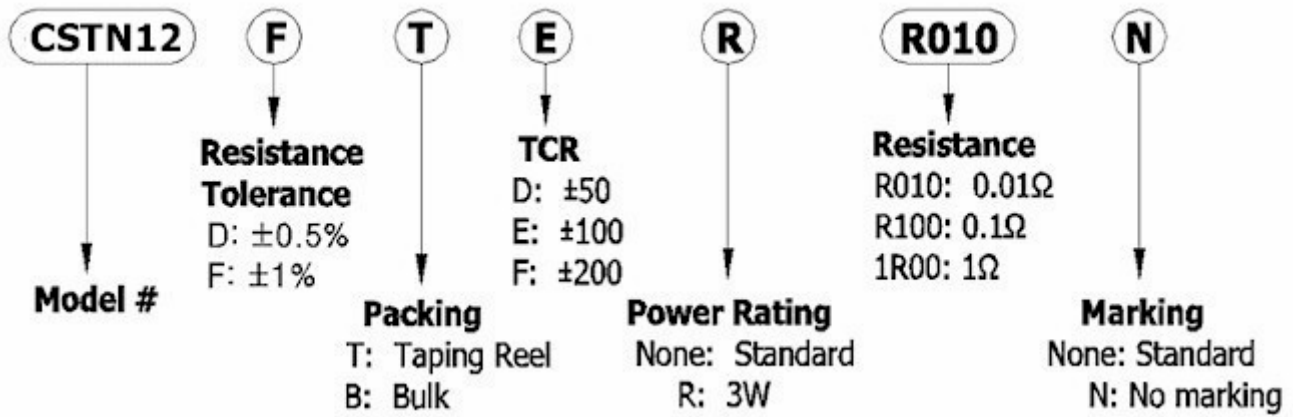 CSTN12 F T E R R010 N
Model #
Resistance
Tolerance
D: ±0.5%
F: ±1%
Packing
T: Taping Reel
B: Bulk
TCR
D: ±50
E: ±100
F: ±200
Power Rating
None: Standard
R: 3W
Resistance
R010: 0.01Ω
R100: 0.1Ω
1R00: 1Ω
Marking
None: Standard
N: No marking